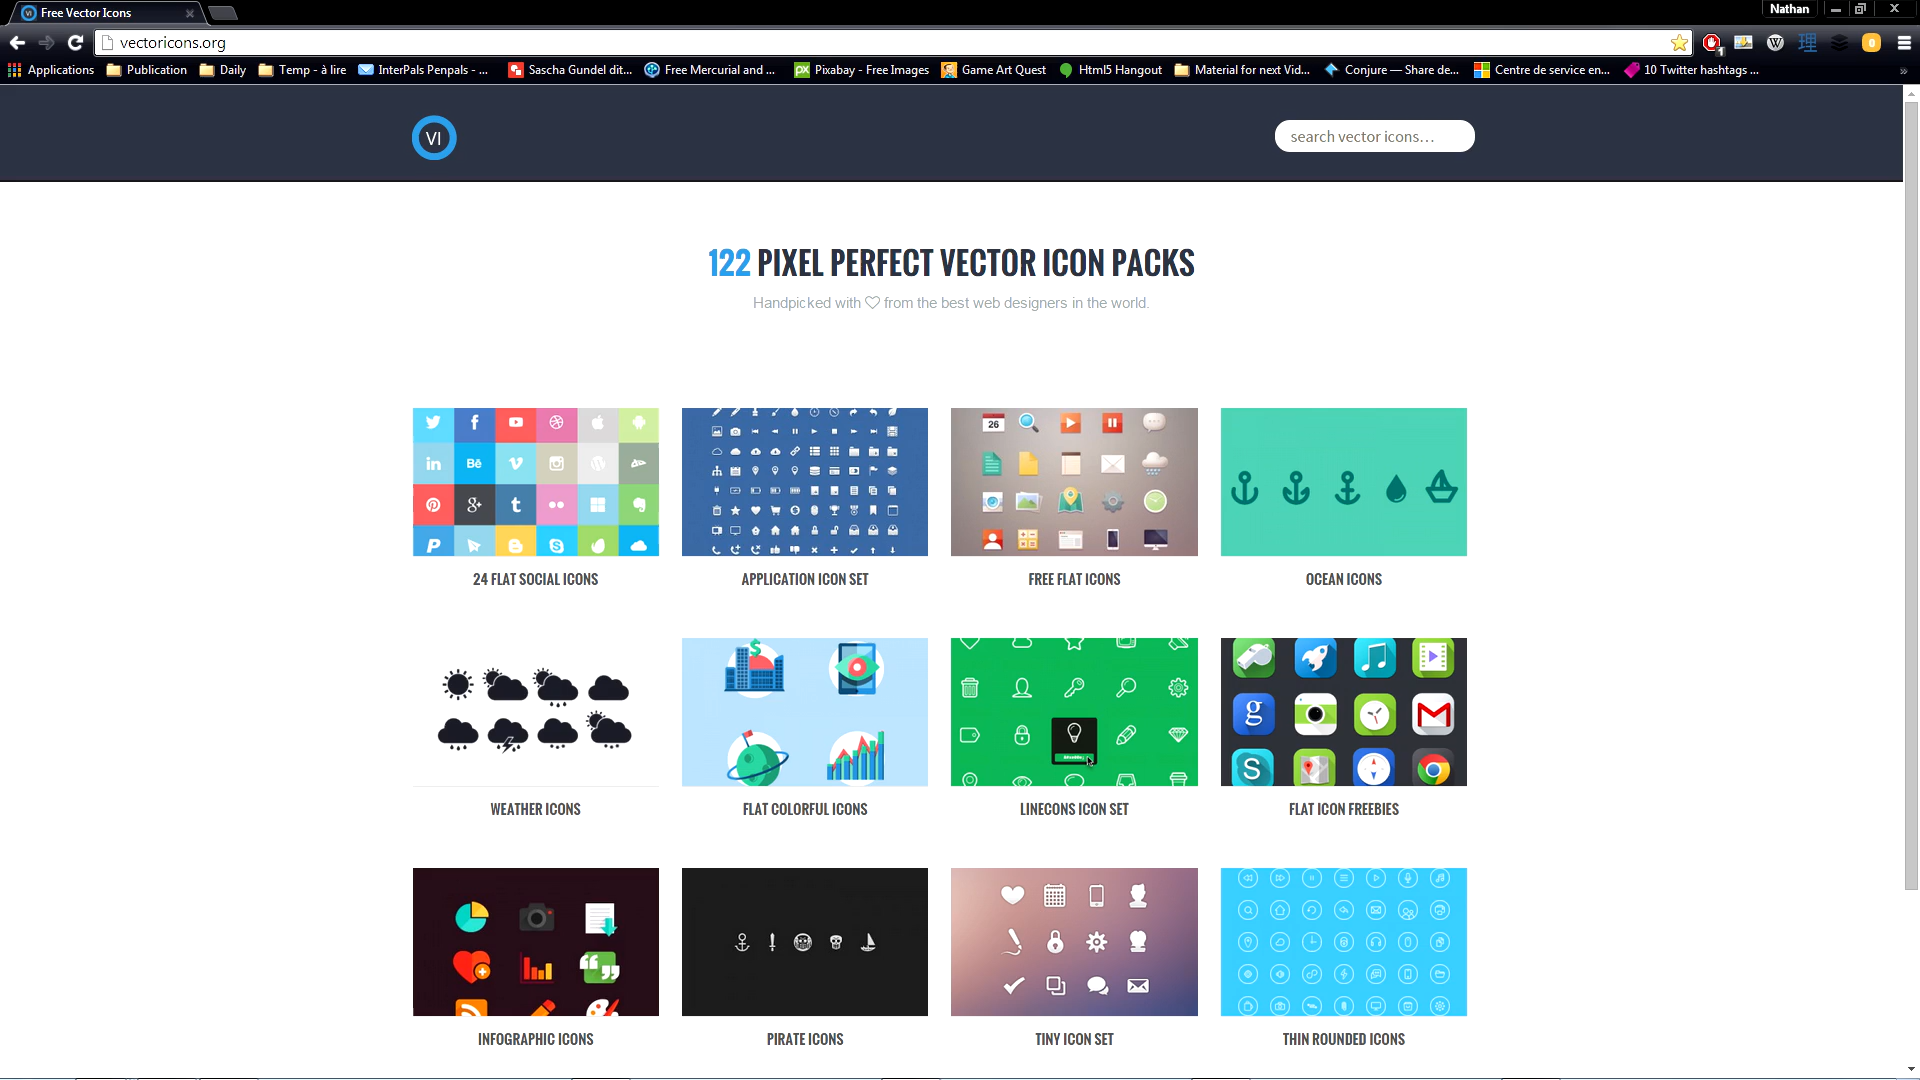 Free Vector Icons
Nathan
vectoricons.org
Applications
Publication
Daily
Temp - à lire
InterPals Penpals - ...
Sascha Gundel dit...
Free Mercurial and ...
Pixabay - Free Images
Game Art Quest
Html5 Hangout
Material for next Vid...
Conjure — Share de...
Centre de service en...
10 Twitter hashtags ...
VI
search vector icons...
122 PIXEL PERFECT VECTOR ICON PACKS
Handpicked with from the best web designers in the world.
24 FLAT SOCIAL ICONS
APPLICATION ICON SET
FREE FLAT ICONS
OCEAN ICONS
WEATHER ICONS
FLAT COLORFUL ICONS
LINECONS ICON SET
FLAT ICON FREEBIES
INFOGRAPHIC ICONS
PIRATE ICONS
TINY ICON SET
THIN ROUNDED ICONS